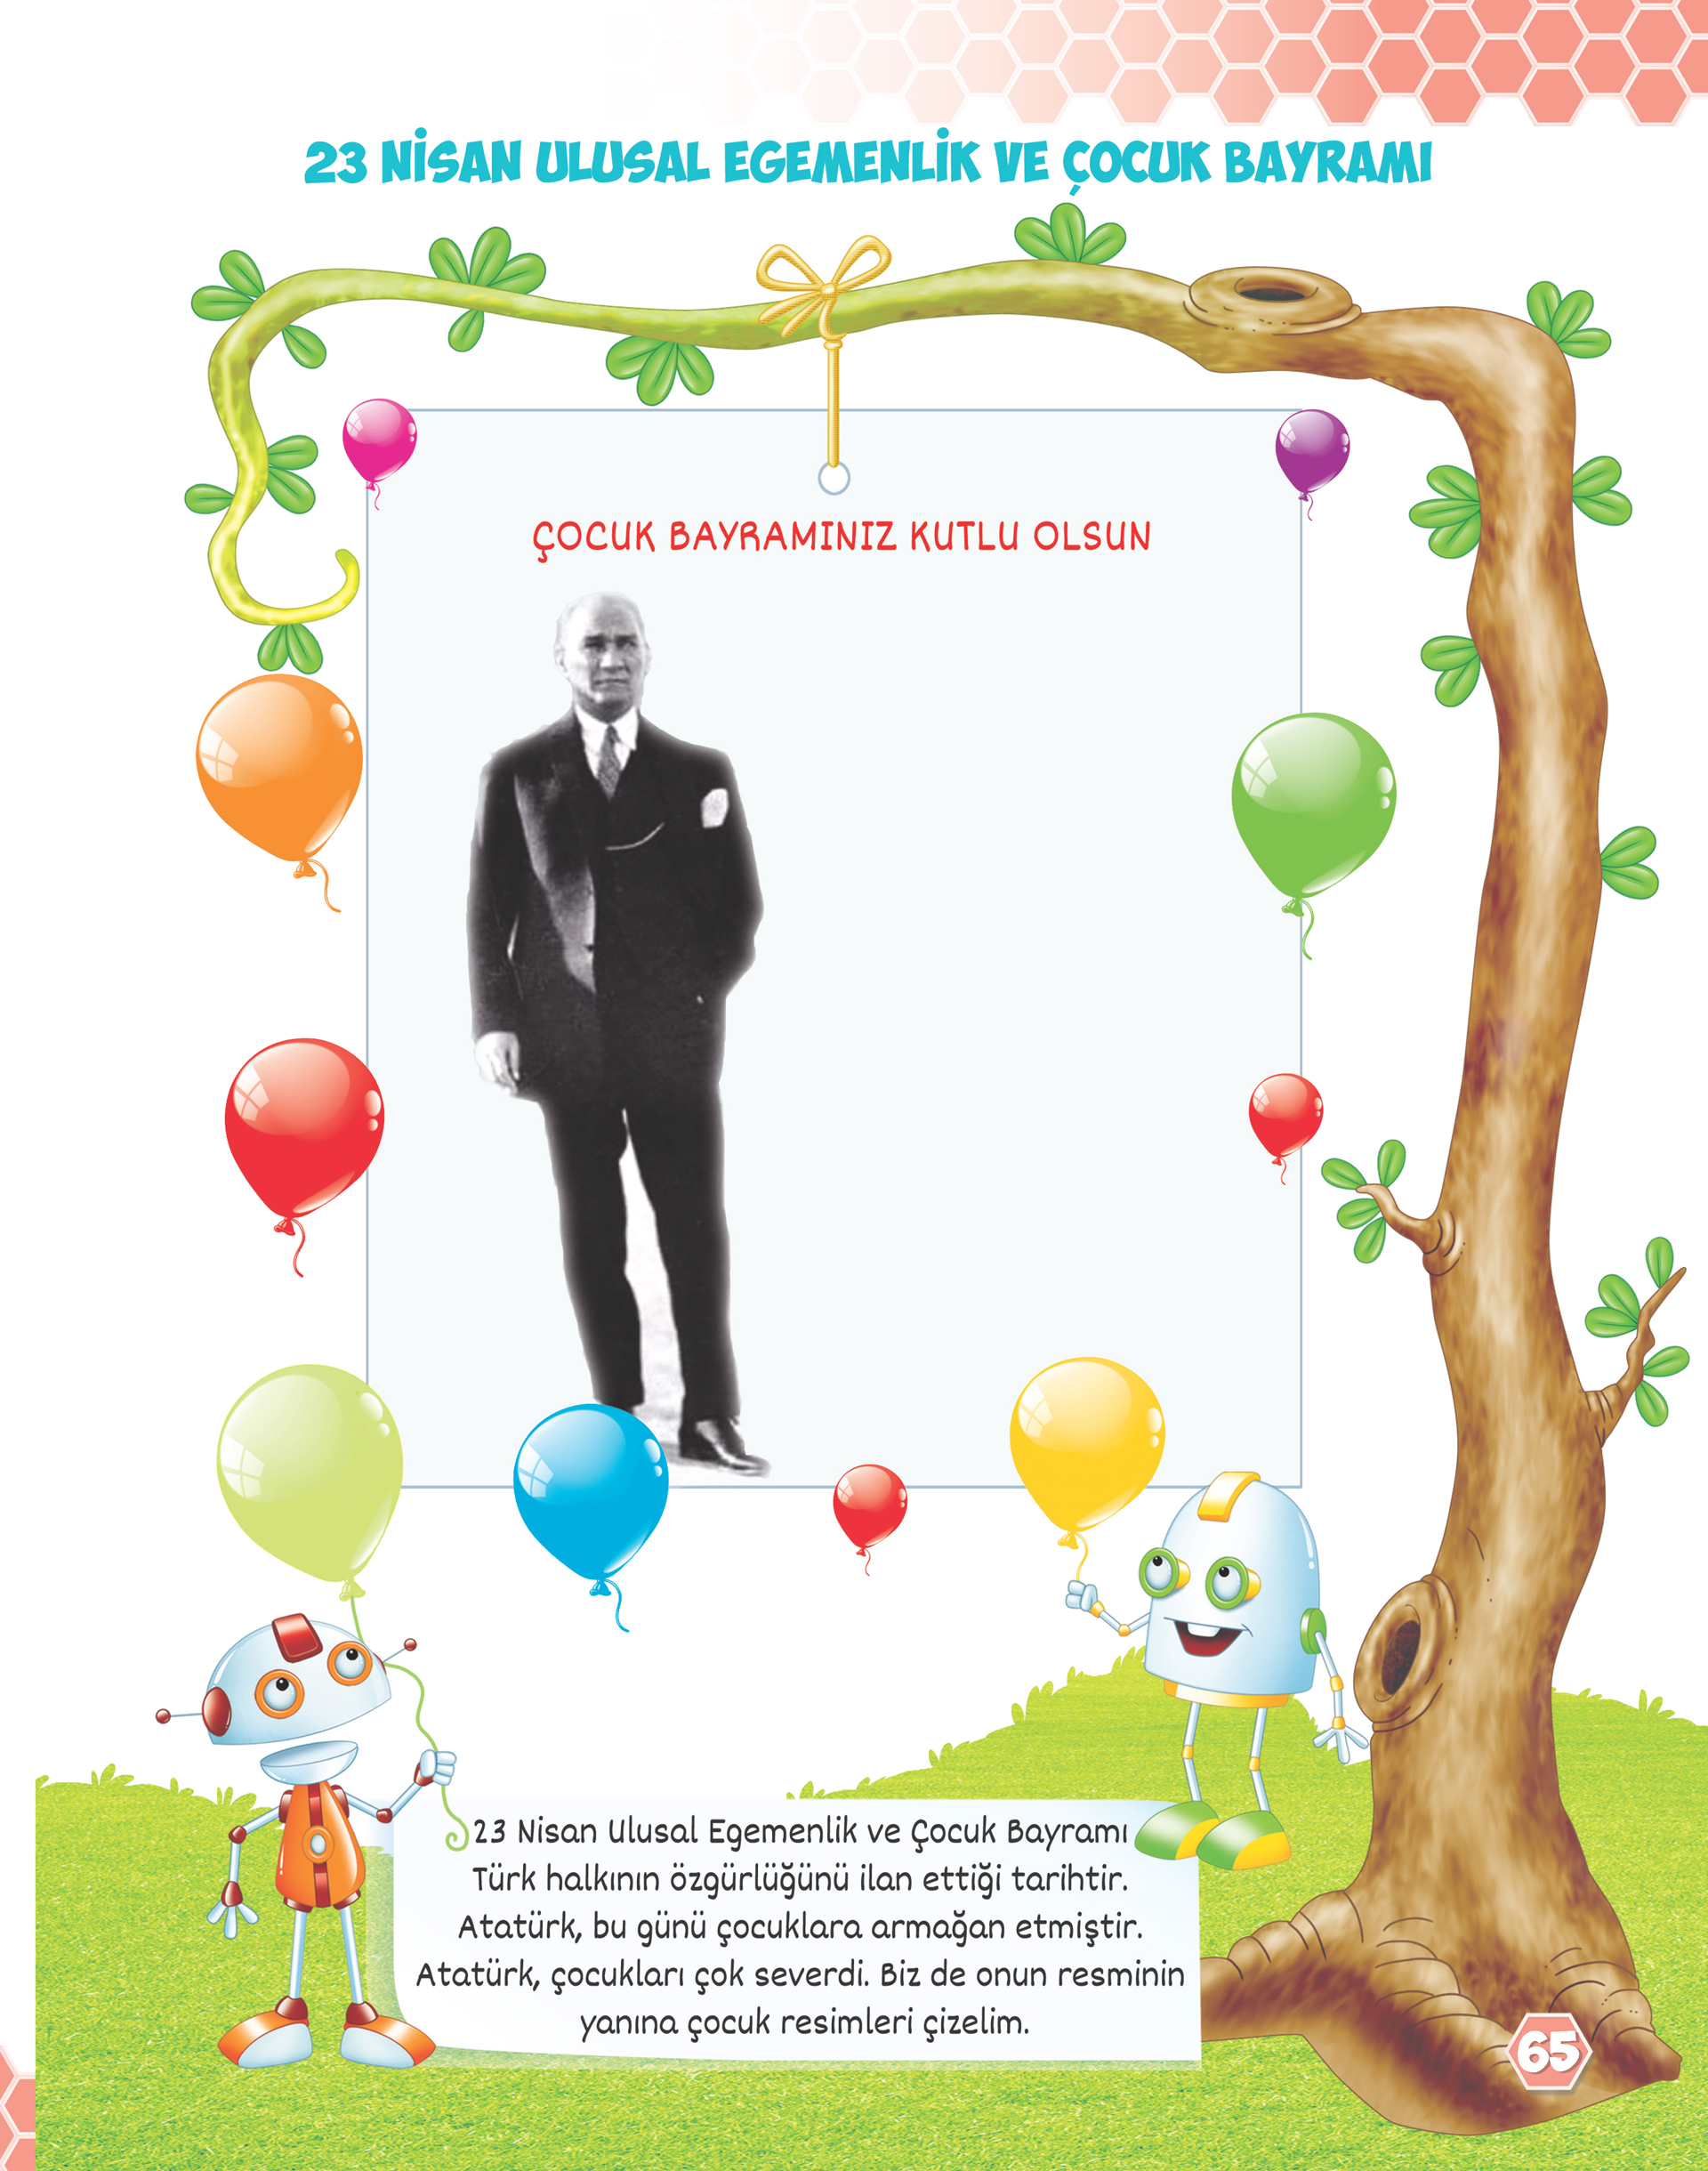 23 NİSAN ULUSAL EGEMENLİK VE ÇOCUK BAYRAMI
ÇOCUK BAYRAMINIZ KUTLU OLSUN
23 Nisan Ulusal Egemenlik ve Çocuk Bayramı
Türk halkının özgürlüğünü ilan ettiği tarihtir.
Atatürk, bu günü çocuklara armağan etmiştir.
Atatürk, çocukları çok severdi. Biz de onun resminin
yanına çocuk resimleri çizelim.
65